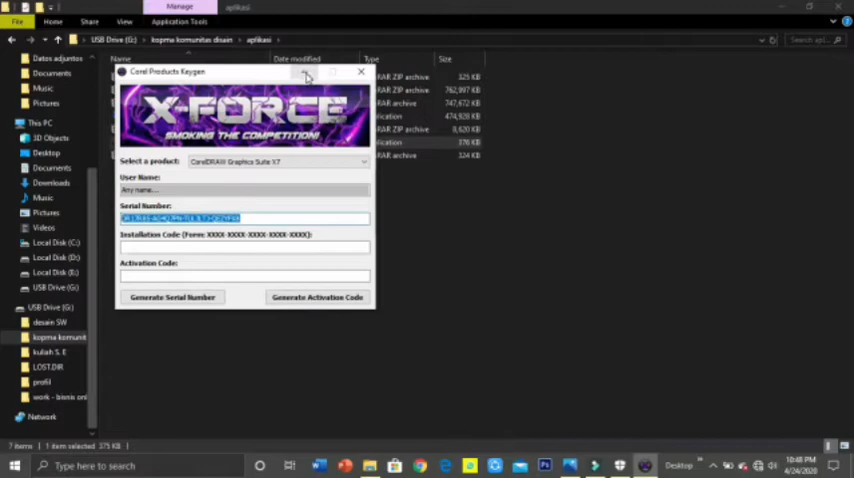 Manage
aplikasi
File
Home
Share
View
Application Tools
USB Drive (G:)
kopma komunitas disain
aplikasi
Search apli...
Datos adjuntos
Documents
Music
Pictures
This PC
3D Objects
Desktop
Documents
Downloads
Music
Pictures
Videos
Local Disk (C:)
Local Disk (D:)
Local Disk (E:)
USB Drive (G:)
USB Drive (G:)
desain SW
kopma komunit
kuliah S. E
LOST.DIR
profil
work - bisnis onl
Network
Name
Date modified
Type
Size
RAR ZIP archive
325 KB
RAR ZIP archive
762,997 KB
RAR archive
747,672 KB
lication
474,928 KB
RAR ZIP archive
8,620 KB
lication
376 KB
RAR archive
324 KB
Corel Products Keygen
X-FORCE
SMOKING THE COMPETITION!
Select a product:
CorelDRAW Graphics Suite X7
User Name:
Any name....
Serial Number:
Installation Code (Form: XXXX-XXXX-XXXX-XXXX-XXXX):
Activation Code:
Generate Serial Number
Generate Activation Code
7 items
1 item selected 375 KB
Type here to search
Desktop
10:48 PM
4/24/2020